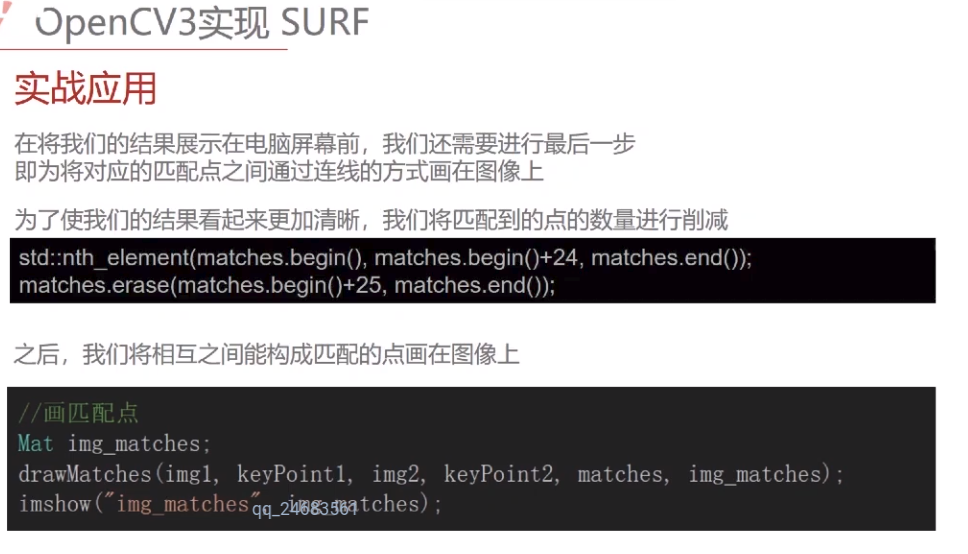 OpenCV3实现 SURF
实战应用
在将我们的结果展示在电脑屏幕前，我们还需要进行最后一步
即为将对应的匹配点之间通过连线的方式画在图像上
为了使我们的结果看起来更加清晰，我们将匹配到的点的数量进行削减
std::nth_element(matches.begin(), matches.begin()+24, matches.end());
matches.erase(matches.begin()+25, matches.end());
之后，我们将相互之间能构成匹配的点画在图像上
//画匹配点
Mat img_matches;
drawMatches(img1, keyPoint1, img2, keyPoint2, matches, img_matches);
imshow("img_matches", img_matches);
qq_24683561